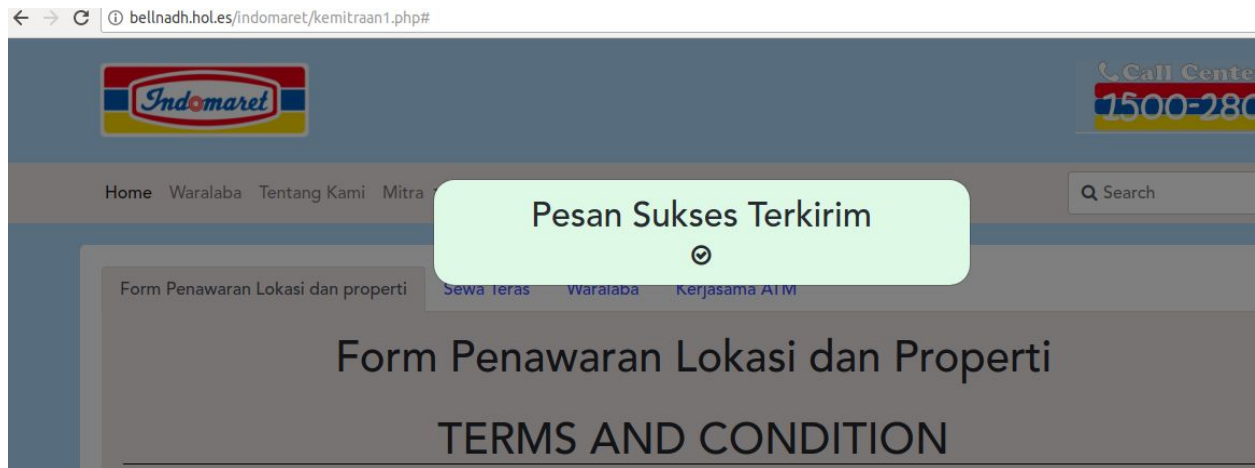 bellnadh.hol.es/indomaret/kemitraan1.php#
Indomaret
Call Cente
1500-280
Home Waralaba Tentang Kami Mitra
Search
Pesan Sukses Terkirim
Form Penawaran Lokasi dan properti Sewa Teras Waralaba Kerjasama ATM
Form Penawaran Lokasi dan Properti
TERMS AND CONDITION